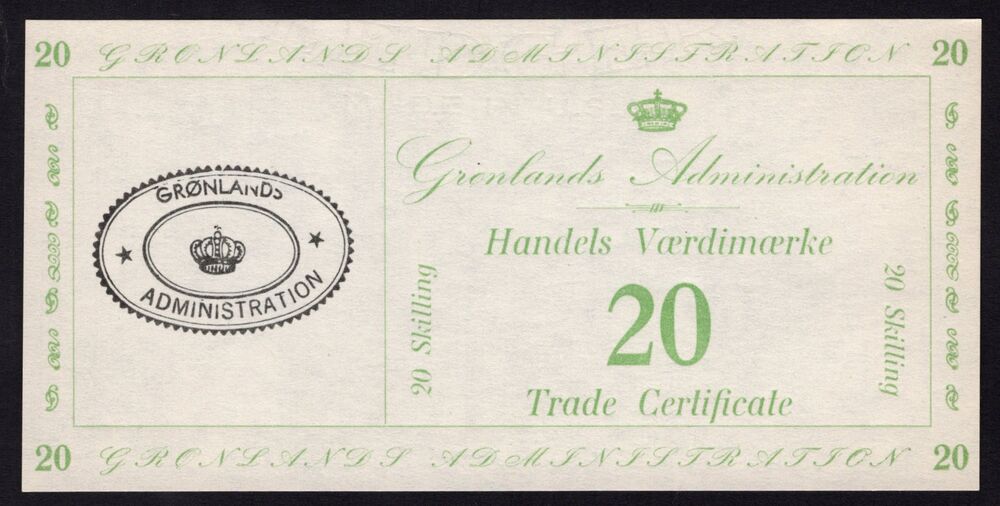 20 GRØNLANDS ADMINISTRATION 20
GRØNLANDS
ADMINISTRATION
Grønlands Administration
Handels Værdimærke
20 Skilling
20
20 Skilling
Trade Certificate
20 GRØNLANDS ADMINISTRATION 20